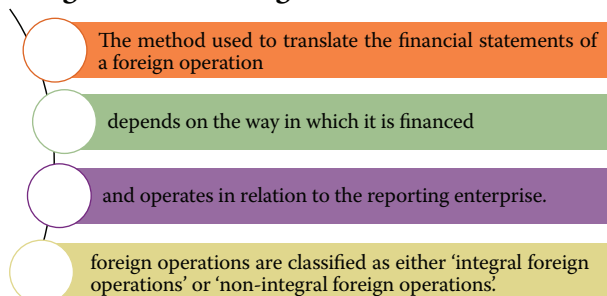 The method used to translate the financial statements of
a foreign operation
depends on the way in which it is financed
and operates in relation to the reporting enterprise.
foreign operations are classified as either ‘integral foreign
operations’ or ‘non-integral foreign operations’.